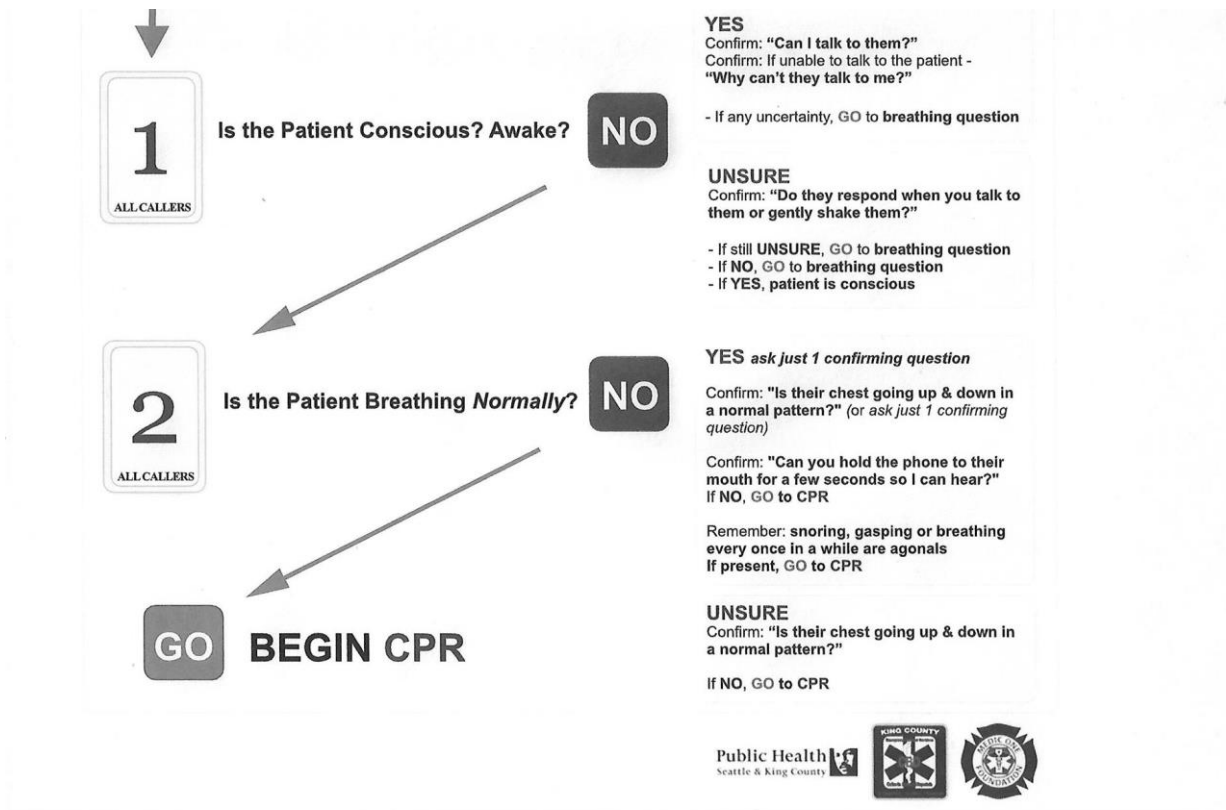 1
ALL CALLERS
Is the Patient Conscious? Awake?
NO
YES
Confirm: “Can I talk to them?”
Confirm: If unable to talk to the patient -
“Why can't they talk to me?”
- If any uncertainty, GO to breathing question
UNSURE
Confirm: “Do they respond when you talk to
them or gently shake them?”
- If still UNSURE, GO to breathing question
- If NO, GO to breathing question
- If YES, patient is conscious
2
ALL CALLERS
Is the Patient Breathing Normally?
NO
YES ask just 1 confirming question
Confirm: "Is their chest going up & down in
a normal pattern?" (or ask just 1 confirming
question)
Confirm: "Can you hold the phone to their
mouth for a few seconds so I can hear?"
If NO, GO to CPR
Remember: snoring, gasping or breathing
every once in a while are agonals
If present, GO to CPR
GO
BEGIN CPR
UNSURE
Confirm: “Is their chest going up & down in
a normal pattern?”
If NO, GO to CPR
Public Health
Seattle & King County
KING COUNTY
MEDIC ONE
FOUNDATION